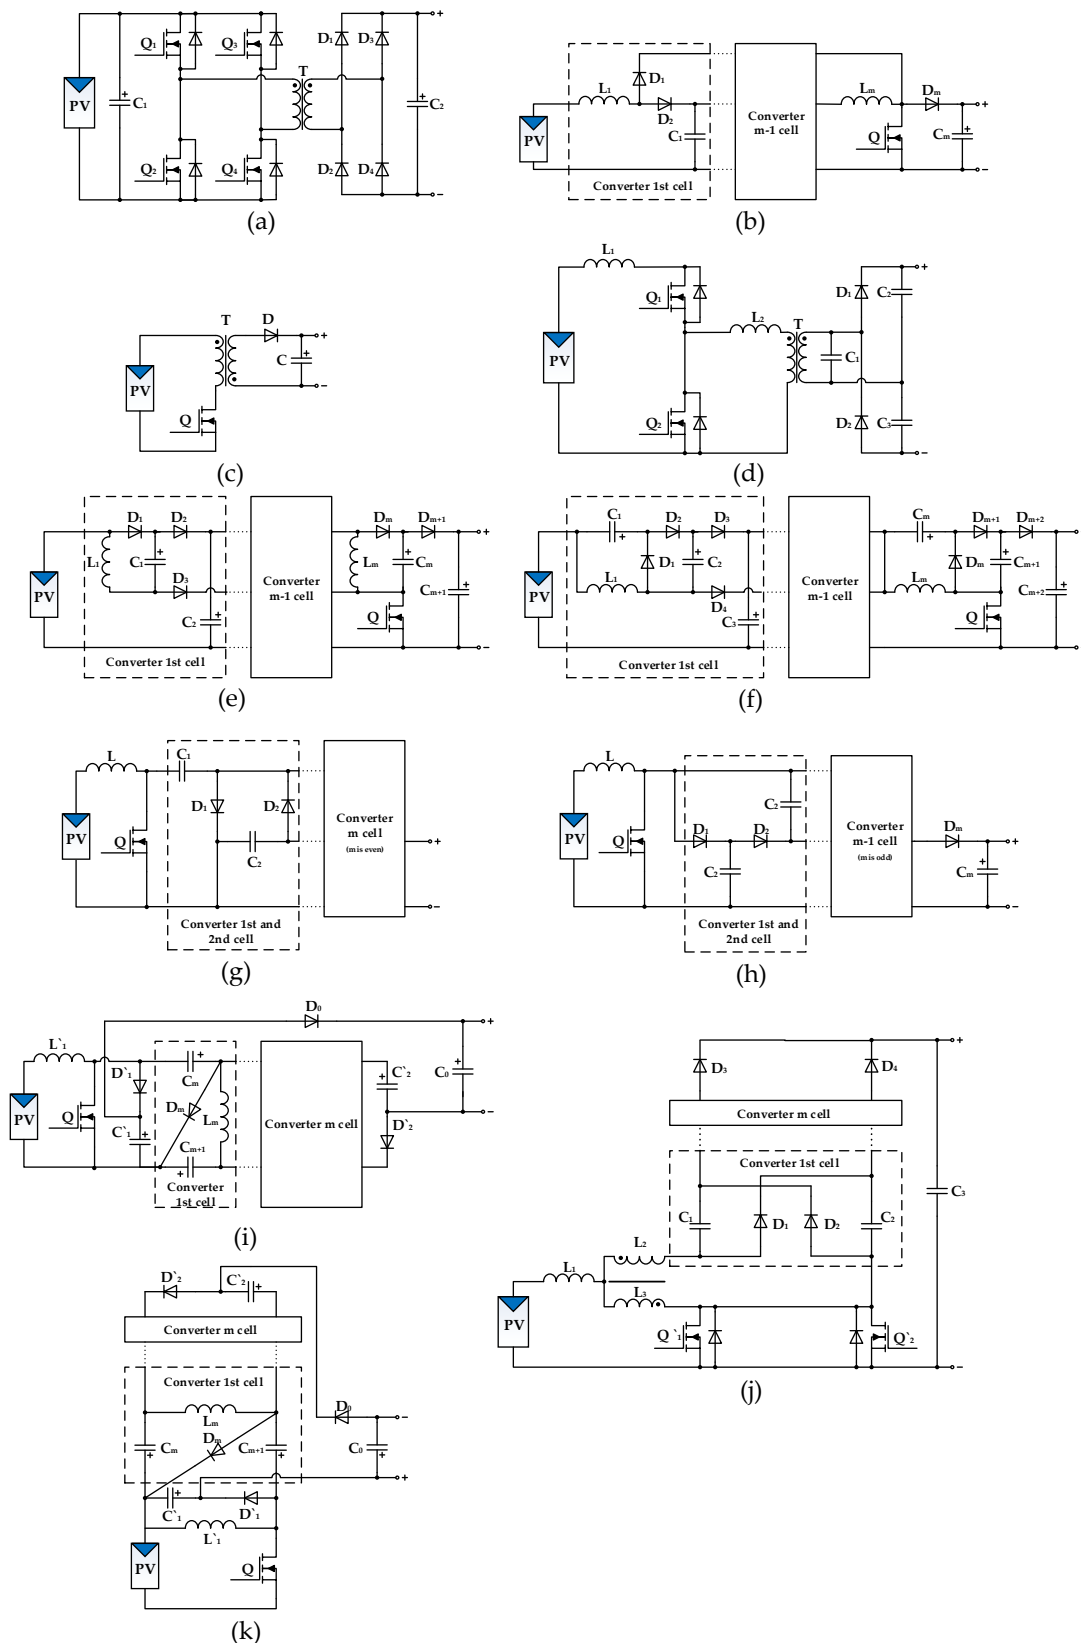 Q1 Q3 D1 D3 +
T
PV C1 + + C2
Q2 Q4 D2 D4 −
(a)
D1
L1 Lm Dm
D2 Converter m-1 cell +
PV C1 Q Cm +
−
Converter 1st cell
(b)
T D
C + +
−
PV
Q
(c)
L1
Q1 D1 C2 +
L2 T
PV C1
Q2 D2 C3
−
(d)
D1 D2 Dm Dm+1
+
L1 C1 + Lm + Cm
D3 Converter
PV m-1 cell Cm+1 +
C2 + Q
Converter 1st cell −
(e)
C1 D2 D3 Cm Dm+1 Dm+2
+ + +
D1 + C2 Dm + Cm+1
L1 Converter Lm
PV D4 m-1 cell Cm+2 +
C3 + Q
Converter 1st cell −
(f)
L C1
D1 D2
PV Q C2 Converter
m cell
(m is even)
+
−
Converter 1st and
2nd cell
(g)
L
C2
PV Q D1 D2 Converter
m-1 cell
(m is odd)
Dm +
C2 Cm +
−
Converter 1st and
2nd cell
(h)
D0
+
L`1
D`1 Cm + C`2 + C0 +
PV Q Dm Lm Converter m cell −
C`1 + Cm+1 + D`2
Converter
1st cell
(i)
+
D3 D4
Converter m cell
Converter 1st cell
C1 D1 D2 C2 C3
L2
L1
L3
PV Q`1 Q`2
−
(j)
D`2 C`2 +
Converter m cell
Converter 1st cell
Lm D0 −
Dm
Cm + Cm+1 + C0 +
+
C`1 + D`1
L`1
PV Q
(k)